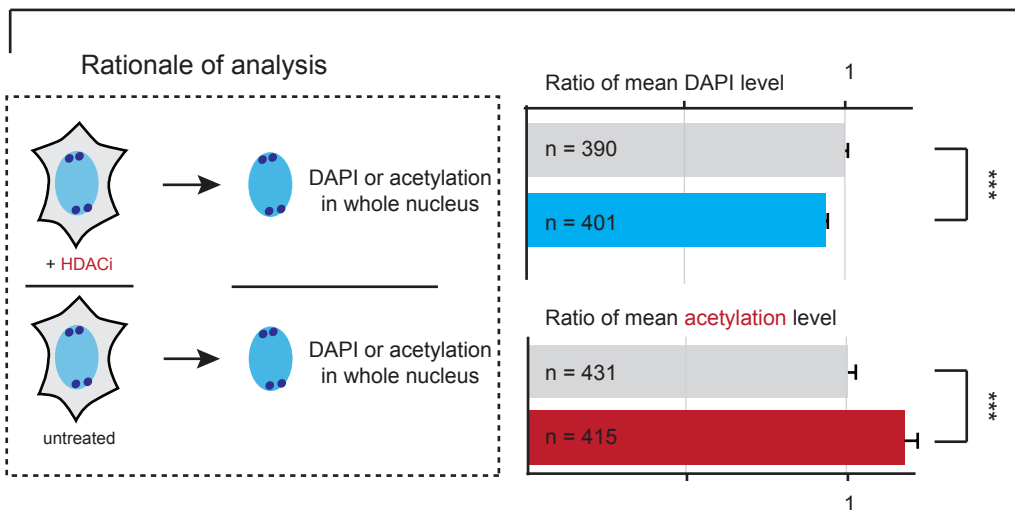 Rationale of analysis
DAPI or acetylation
in whole nucleus
+ HDACi
DAPI or acetylation
in whole nucleus
untreated
Ratio of mean DAPI level
1
n = 390
n = 401
***
Ratio of mean acetylation level
n = 431
n = 415
***
1